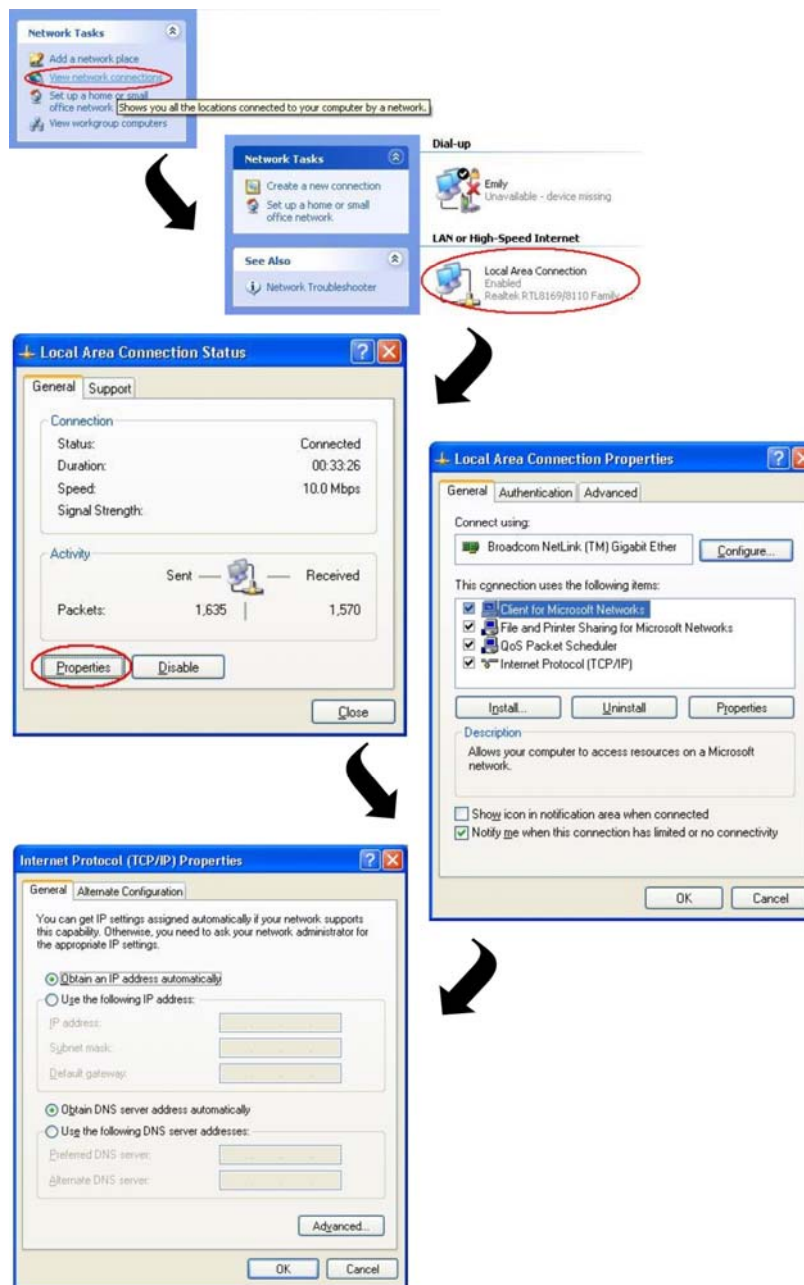 Network Tasks
Add a network place
View network connections
Set up a home or small
office network
Shows you all the locations connected to your computer by a network.
View workgroup computers
Network Tasks
Create a new connection
Set up a home or small
office network
See Also
Network Troubleshooter
Dial-up
Emily
Unavailable - device missing
LAN or High-Speed Internet
Local Area Connection
Enabled
Realtek RTL8169/8110 Family ...
Local Area Connection Status
General Support
Connection
Status: Connected
Duration: 00:33:26
Speed: 10.0 Mbps
Signal Strength:
Activity
Sent Received
Packets: 1,635 1,570
Properties Disable
Close
Local Area Connection Properties
General Authentication Advanced
Connect using:
Broadcom NetLink (TM) Gigabit Ether Configure...
This connection uses the following items:
Client for Microsoft Networks
File and Printer Sharing for Microsoft Networks
QoS Packet Scheduler
Internet Protocol (TCP/IP)
Install... Uninstall Properties
Description
Allows your computer to access resources on a Microsoft
network.
Show icon in notification area when connected
Notify me when this connection has limited or no connectivity
OK Cancel
Internet Protocol (TCP/IP) Properties
General Alternate Configuration
You can get IP settings assigned automatically if your network supports
this capability. Otherwise, you need to ask your network administrator for
the appropriate IP settings.
Obtain an IP address automatically
Use the following IP address:
IP address:
Subnet mask:
Default gateway:
Obtain DNS server address automatically
Use the following DNS server addresses:
Preferred DNS server:
Alternate DNS server:
Advanced...
OK Cancel